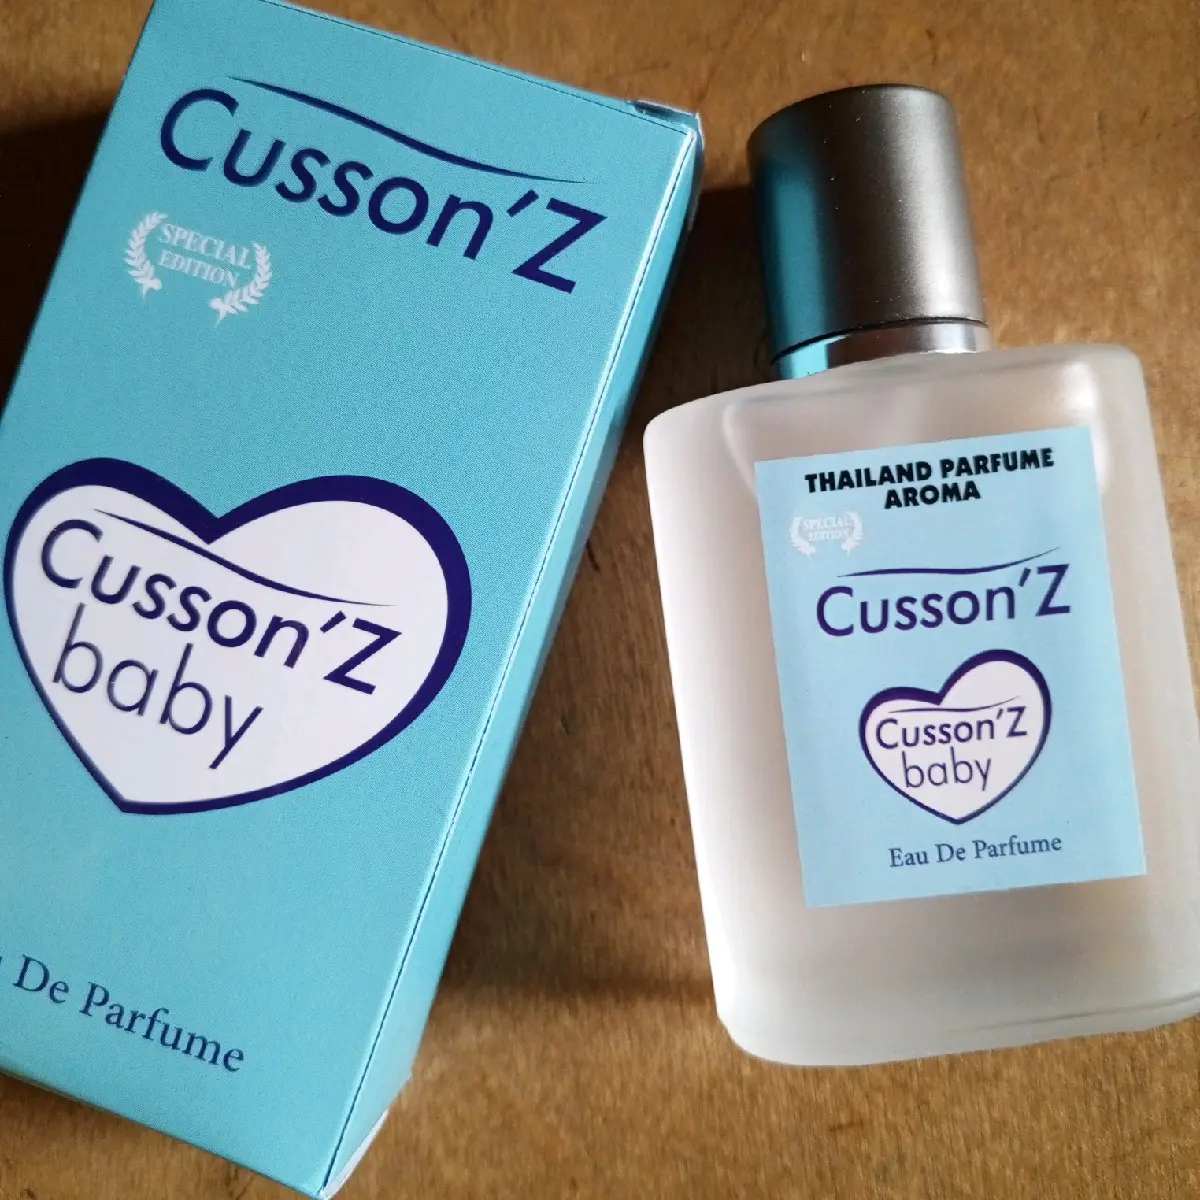 Cusson'Z
SPECIAL
EDITION
Cusson'Z
baby
De Parfume
THAILAND PARFUME
AROMA
SPECIAL
EDITION
Cusson'Z
Cusson'Z
baby
Eau De Parfume